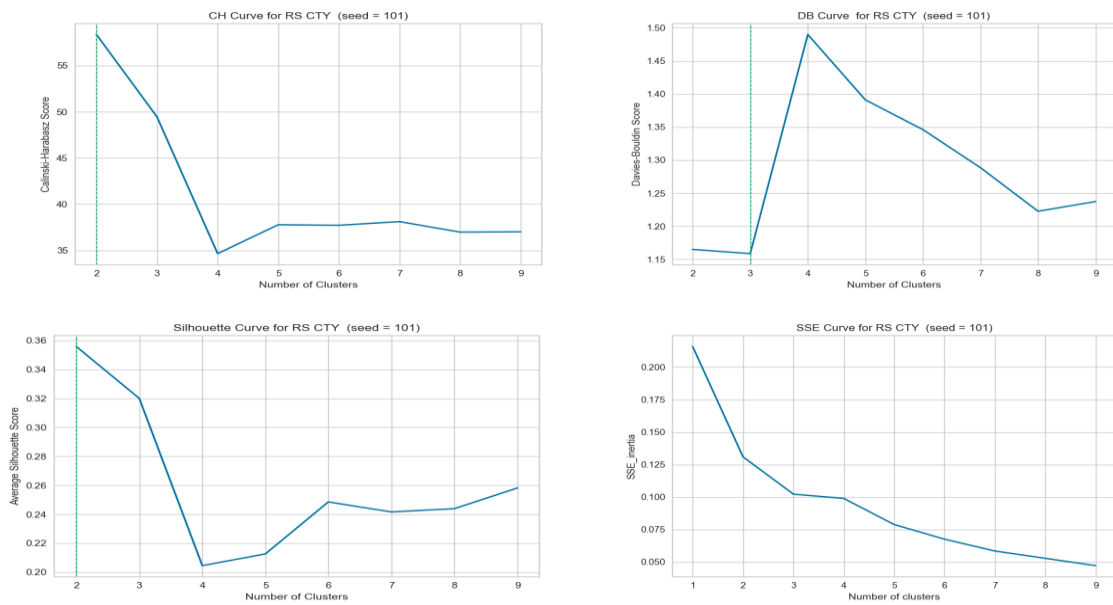 CH Curve for RS CTY (seed = 101)
Calinski-Harabasz Score
55
50
45
40
35
2 3 4 5 6 7 8 9
Number of Clusters
DB Curve for RS CTY (seed = 101)
Davies-Bouldin Score
1.50
1.45
1.40
1.35
1.30
1.25
1.20
1.15
2 3 4 5 6 7 8 9
Number of Clusters
Silhouette Curve for RS CTY (seed = 101)
Average Silhouette Score
0.36
0.34
0.32
0.30
0.28
0.26
0.24
0.22
0.20
2 3 4 5 6 7 8 9
Number of Clusters
SSE Curve for RS CTY (seed = 101)
SSE_inertia
0.200
0.175
0.150
0.125
0.100
0.075
0.050
1 2 3 4 5 6 7 8 9
Number of clusters